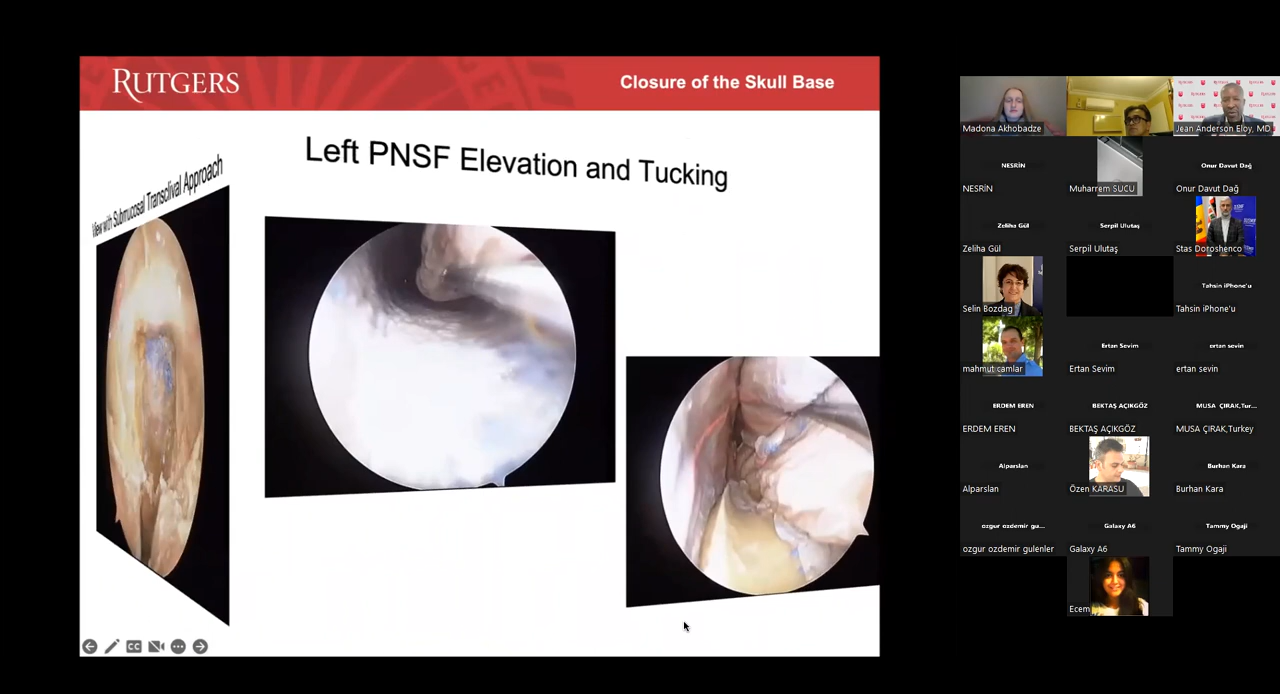 RUTGERS
Closure of the Skull Base
Left PNSF Elevation and Tucking
View with Submucosal Transclival Approach
CC
Madona Akhobadze
Jean Anderson Eloy, MD
NESRİN
NESRİN
Muharrem SUCU
Onur Davut Dağ
Onur Davut Dağ
Zeliha Gül
Zeliha Gül
Serpil Ulutaş
Serpil Ulutaş
Stas Doroshenco
Selin Bozdag
Tahsin iPhone'u
Tahsin iPhone'u
mahmut camlar
Ertan Sevim
Ertan Sevim
ertan sevin
ertan sevin
ERDEM EREN
ERDEM EREN
BEKTAŞ AÇIKGÖZ
BEKTAŞ AÇIKGÖZ
MUSA ÇIRAK,Tur...
MUSA ÇIRAK,Turkey
Alparslan
Alparslan
Özen KARASU
Burhan Kara
Burhan Kara
ozgur ozdemir gu...
ozgur ozdemir gulenler
Galaxy A6
Galaxy A6
Tammy Ogaji
Tammy Ogaji
Ecem